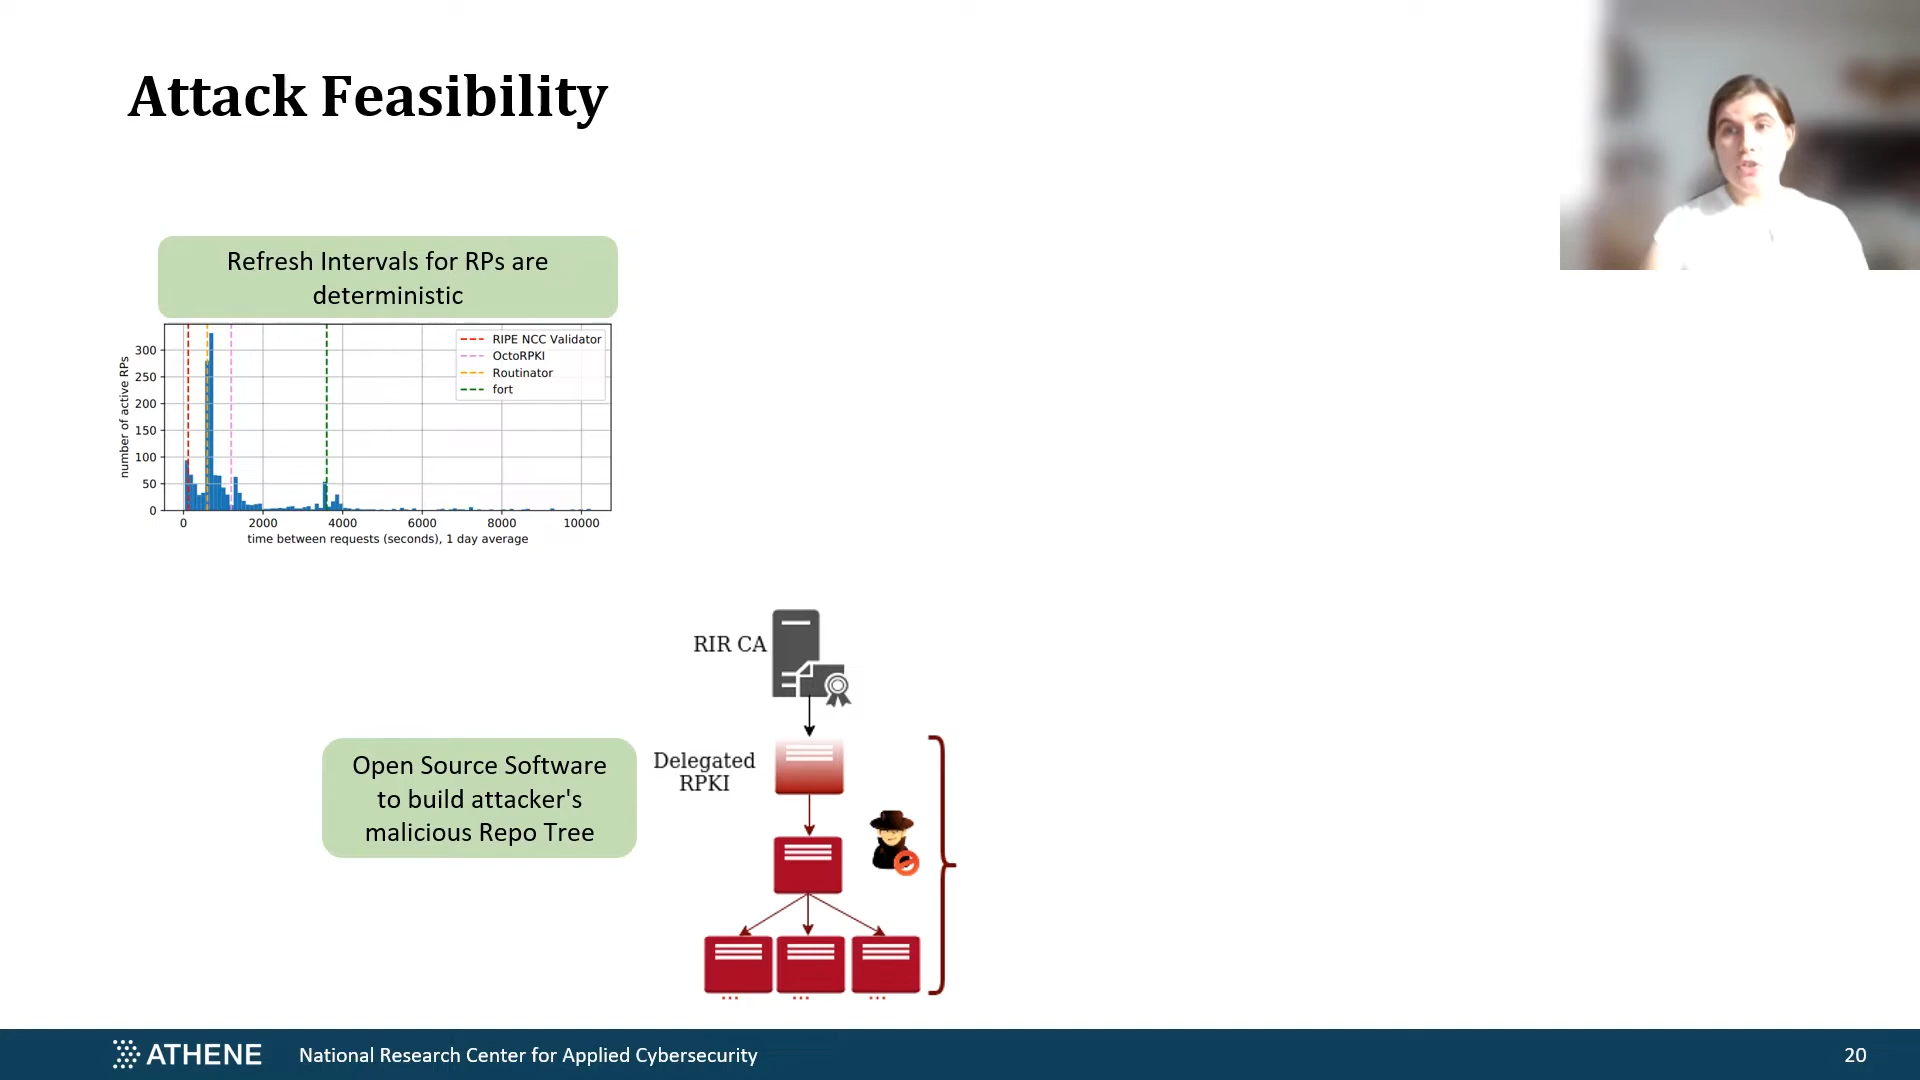 Attack Feasibility
Refresh Intervals for RPs are
deterministic
RIPE NCC Validator
OctoRPKI
Routinator
fort
number of active RPs
300
250
200
150
100
50
0
0 2000 4000 6000 8000 10000
time between requests (seconds), 1 day average
RIR CA
Open Source Software
to build attacker's
malicious Repo Tree
Delegated
RPKI
ATHENE National Research Center for Applied Cybersecurity 20